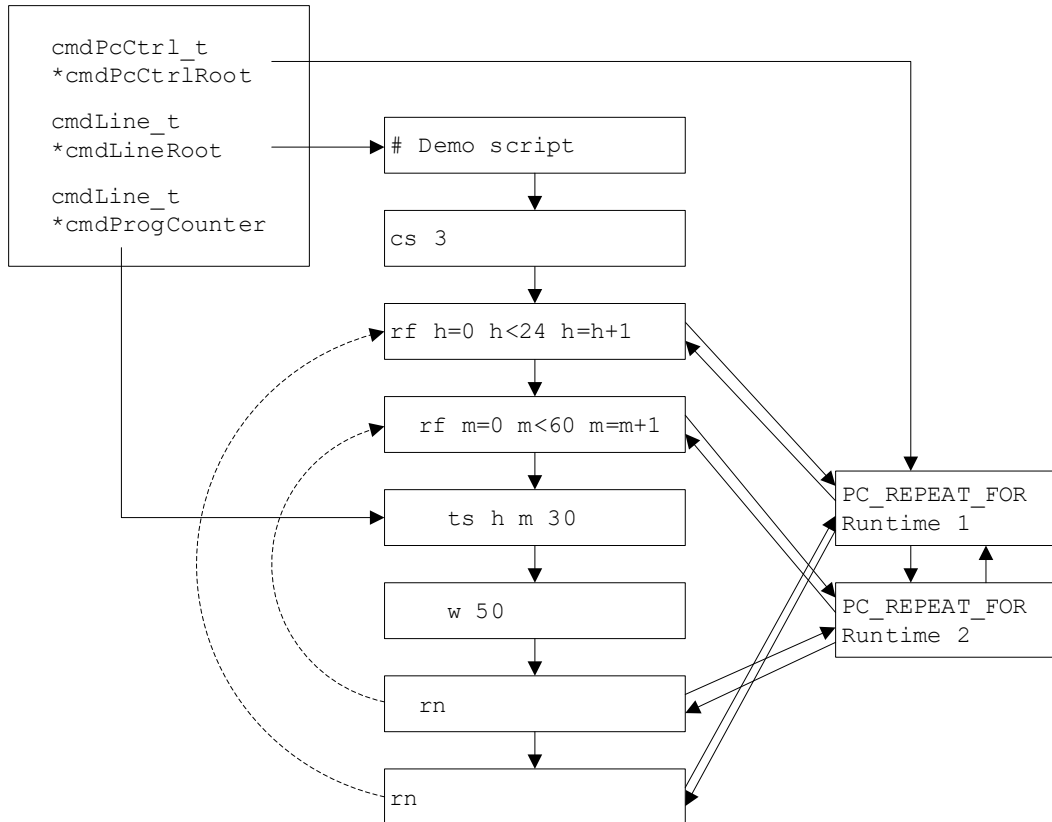 cmdPcCtrl_t
*cmdPcCtrlRoot
cmdLine_t
*cmdLineRoot
cmdLine_t
*cmdProgCounter
# Demo script
cs 3
rf h=0 h<24 h=h+1
rf m=0 m<60 m=m+1
ts h m 30
w 50
rn
rn
PC_REPEAT_FOR
Runtime 1
PC_REPEAT_FOR
Runtime 2